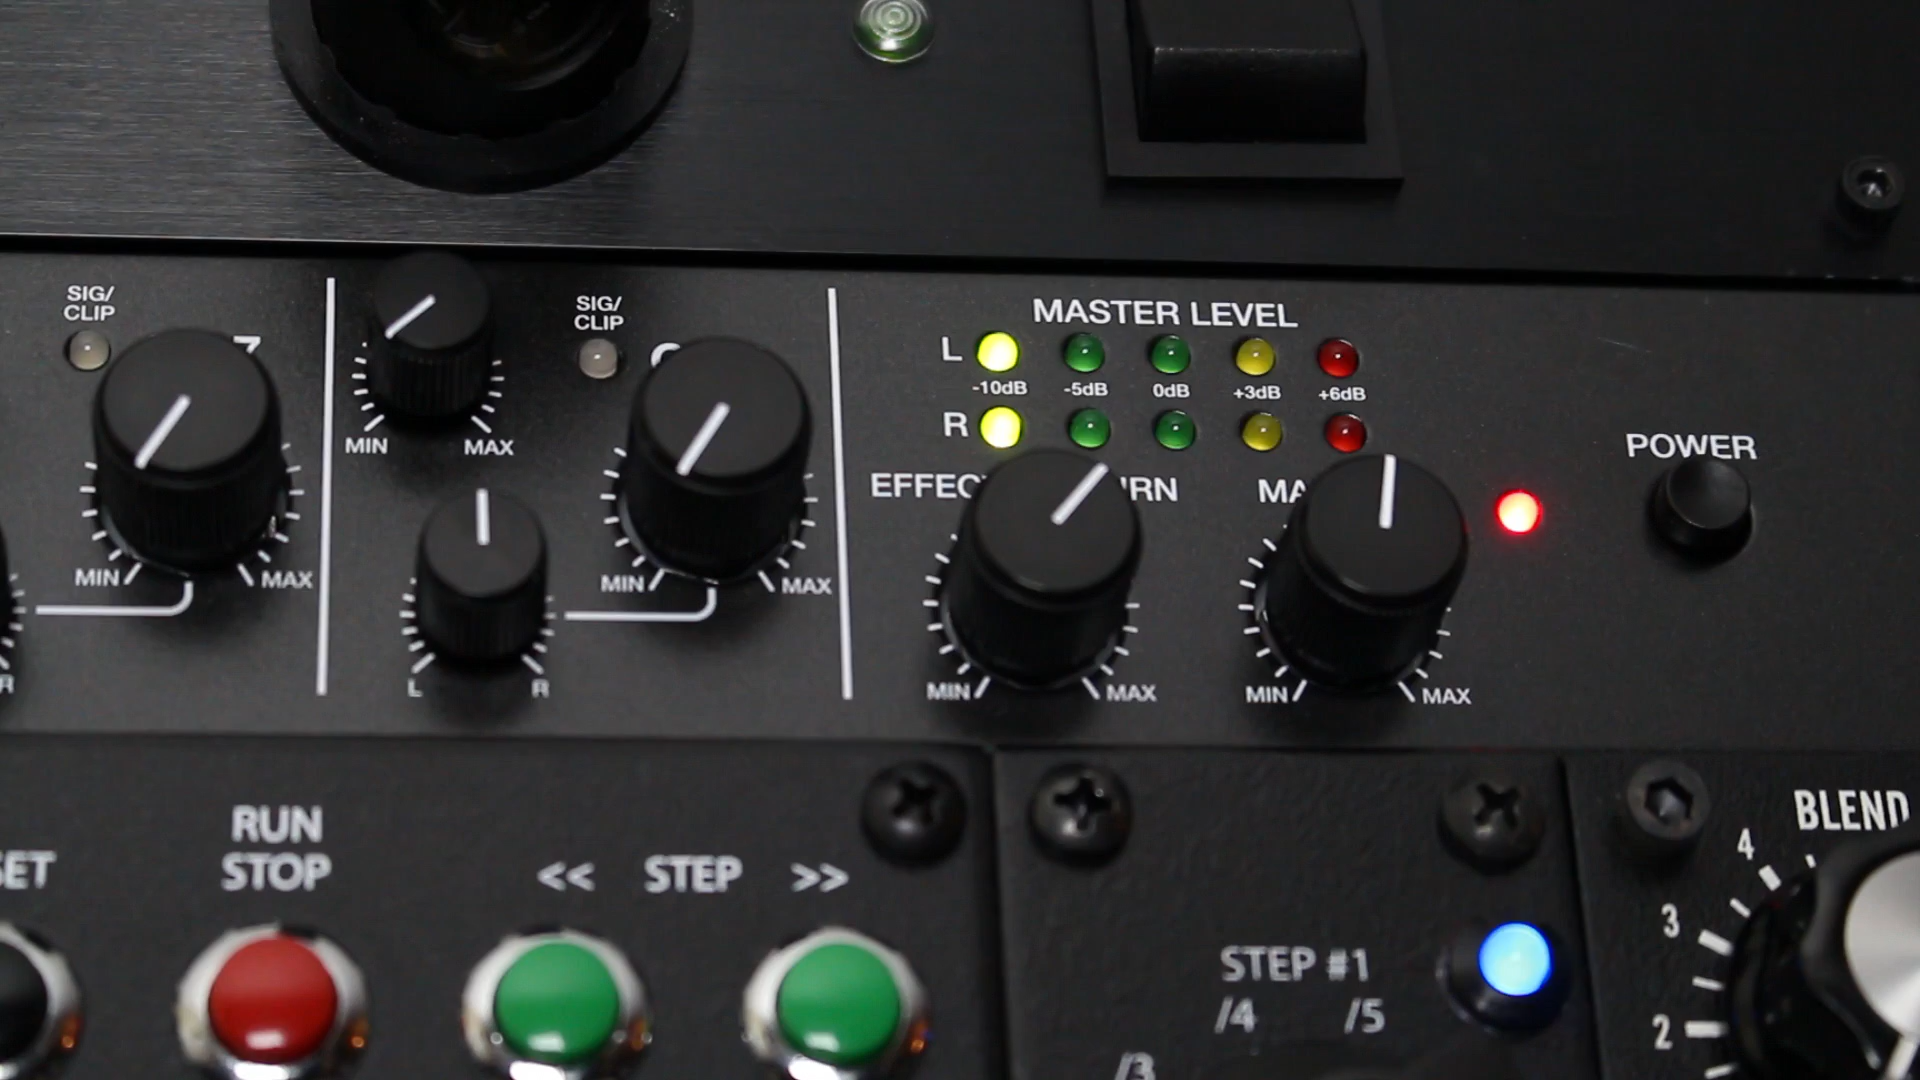 SIG/
CLIP
MIN
MAX
MIN
MAX
SIG/
CLIP
L
R
MIN
MAX
MASTER LEVEL
L
-10dB
-5dB
0dB
+3dB
+6dB
R
MIN
MAX
MIN
MAX
POWER
RUN
STOP
<< STEP >>
STEP #1
/4 /5
/3
BLEND
4
3
2